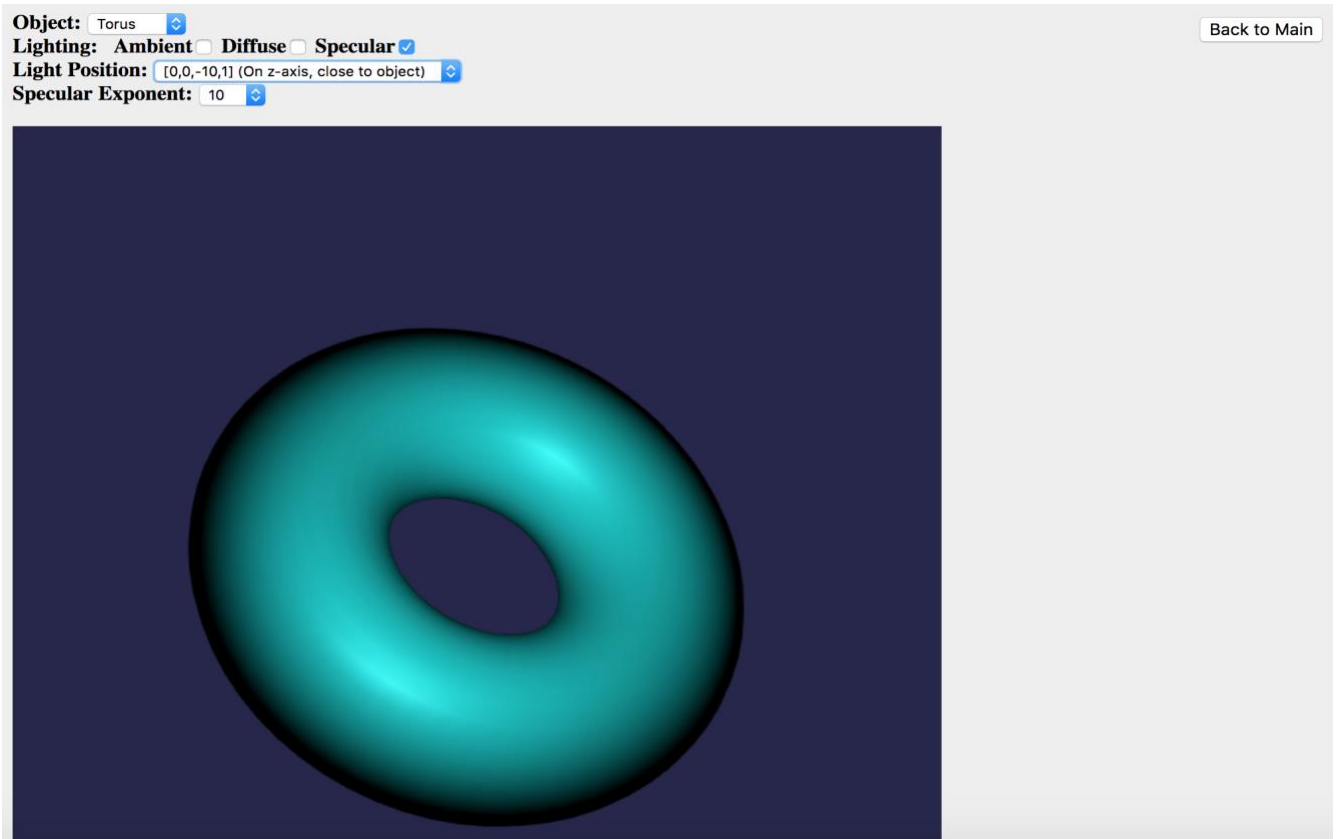 Object: Torus
Back to Main
Lighting: Ambient Diffuse Specular
Light Position: [0,0,-10,1] (On z-axis, close to object)
Specular Exponent: 10